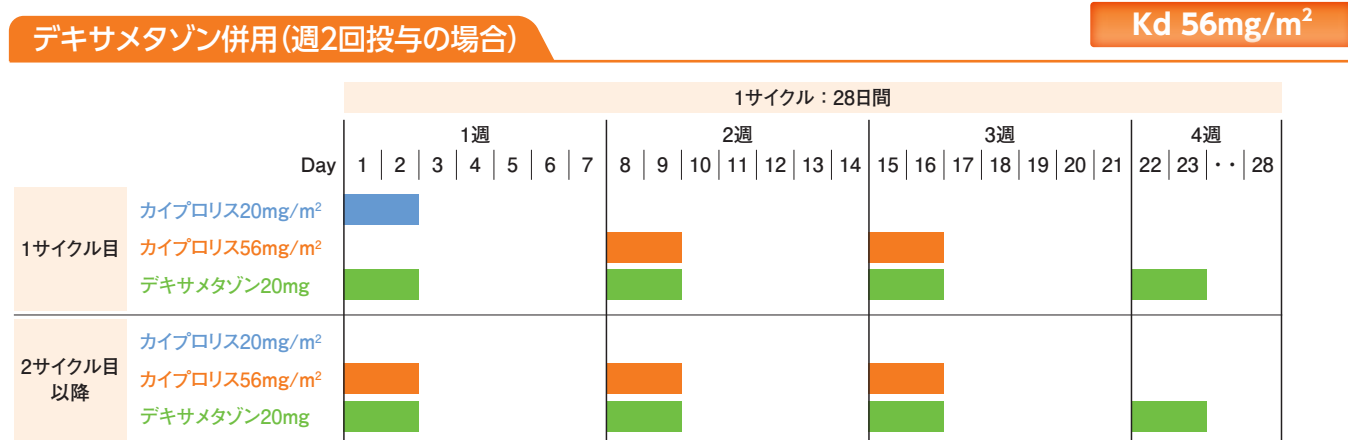 デキサメタゾン併用(週2回投与の場合)
Kd 56mg/m²
1サイクル:28日間
1週 2週 3週 4週
Day 1 2 3 4 5 6 7 8 9 10 11 12 13 14 15 16 17 18 19 20 21 22 23 ・・ 28
1サイクル目
カイプロリス20mg/m²
カイプロリス56mg/m²
デキサメタゾン20mg
2サイクル目
以降
カイプロリス20mg/m²
カイプロリス56mg/m²
デキサメタゾン20mg